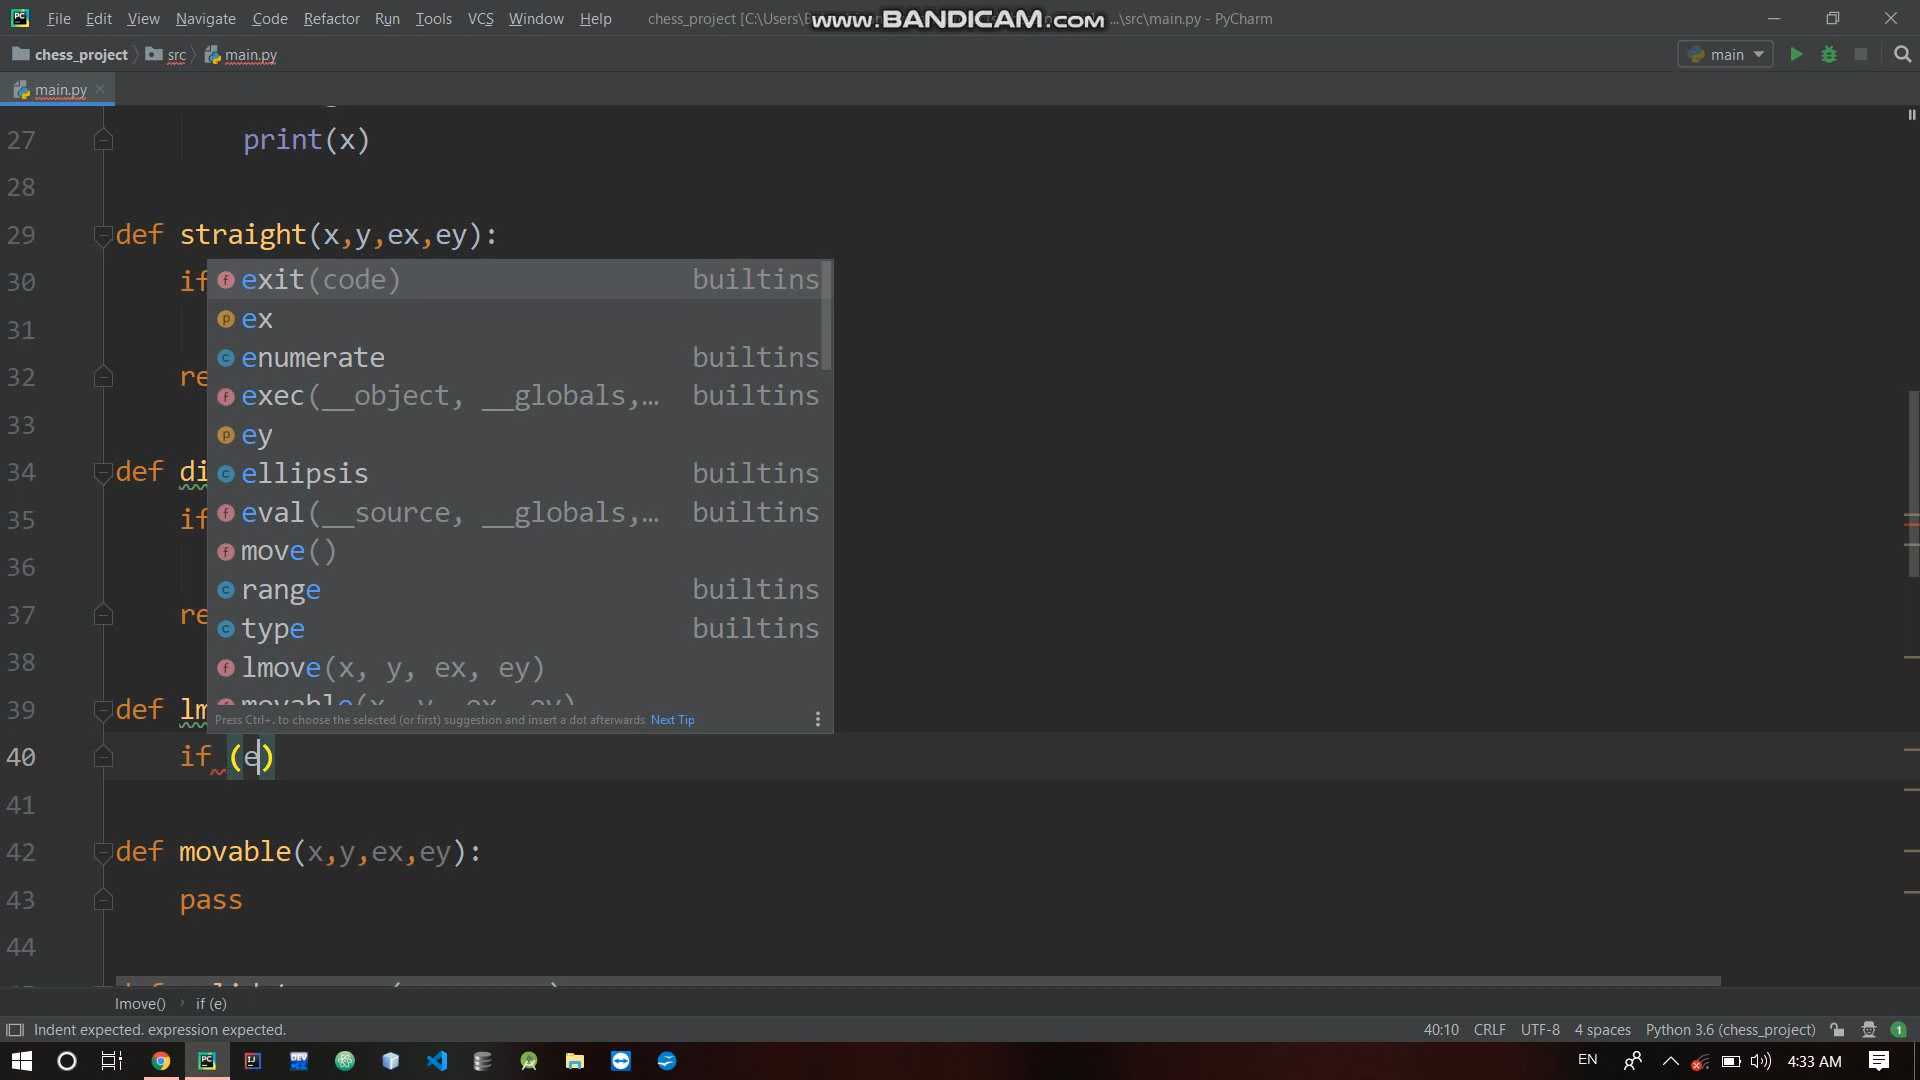 File Edit View Navigate Code Refactor Run Tools VCS Window Help chess_project [C:\Users\B ...\src\main.py - PyCharm
www.BANDICAM.com
chess_project src main.py main
main.py
27 print(x)
28
29 def straight(x,y,ex,ey):
30 if
31
32 re
33
34 def di
35 if
36
37 re
38
39 def lm
40 if (e)
41
42 def movable(x,y,ex,ey):
43 pass
44
exit(code) builtins
ex
enumerate builtins
exec(__object, __globals,… builtins
ey
ellipsis builtins
eval(__source, __globals,… builtins
move()
range builtins
type builtins
lmove(x, y, ex, ey)
movable(x, y, ex, ey)
Press Ctrl+. to choose the selected (or first) suggestion and insert a dot afterwards Next Tip
lmove() if (e)
Indent expected. expression expected. 40:10 CRLF UTF-8 4 spaces Python 3.6 (chess_project) 1
EN 4:33 AM